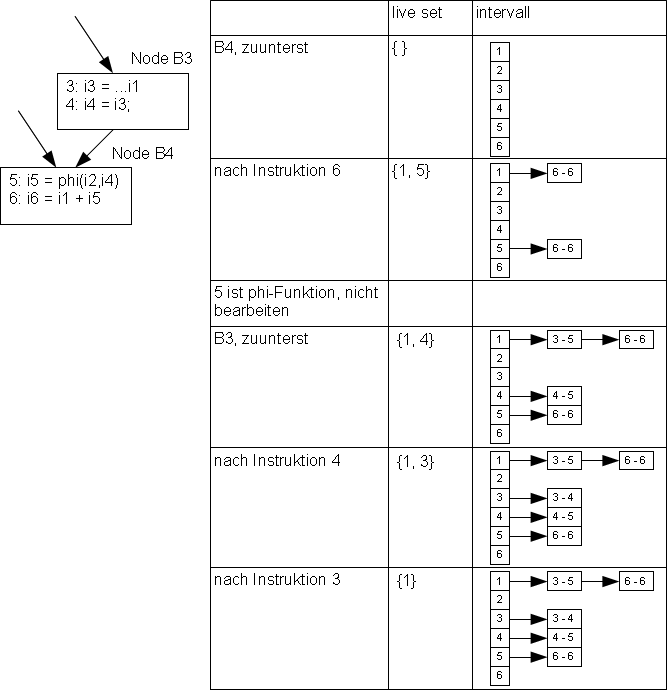 Node B3
3: i3 = ...i1
4: i4 = i3;
Node B4
5: i5 = phi(i2,i4)
6: i6 = i1 + i5
live set
intervall
B4, zuunterst
{ }
1
2
3
4
5
6
nach Instruktion 6
{1, 5}
1 6 - 6
2
3
4
5 6 - 6
6
5 ist phi-Funktion, nicht
bearbeiten
B3, zuunterst
{1, 4}
1 3 - 5 6 - 6
2
3
4 4 - 5
5 6 - 6
6
nach Instruktion 4
{1, 3}
1 3 - 5 6 - 6
2
3 3 - 4
4 4 - 5
5 6 - 6
6
nach Instruktion 3
{1}
1 3 - 5 6 - 6
2
3 3 - 4
4 4 - 5
5 6 - 6
6